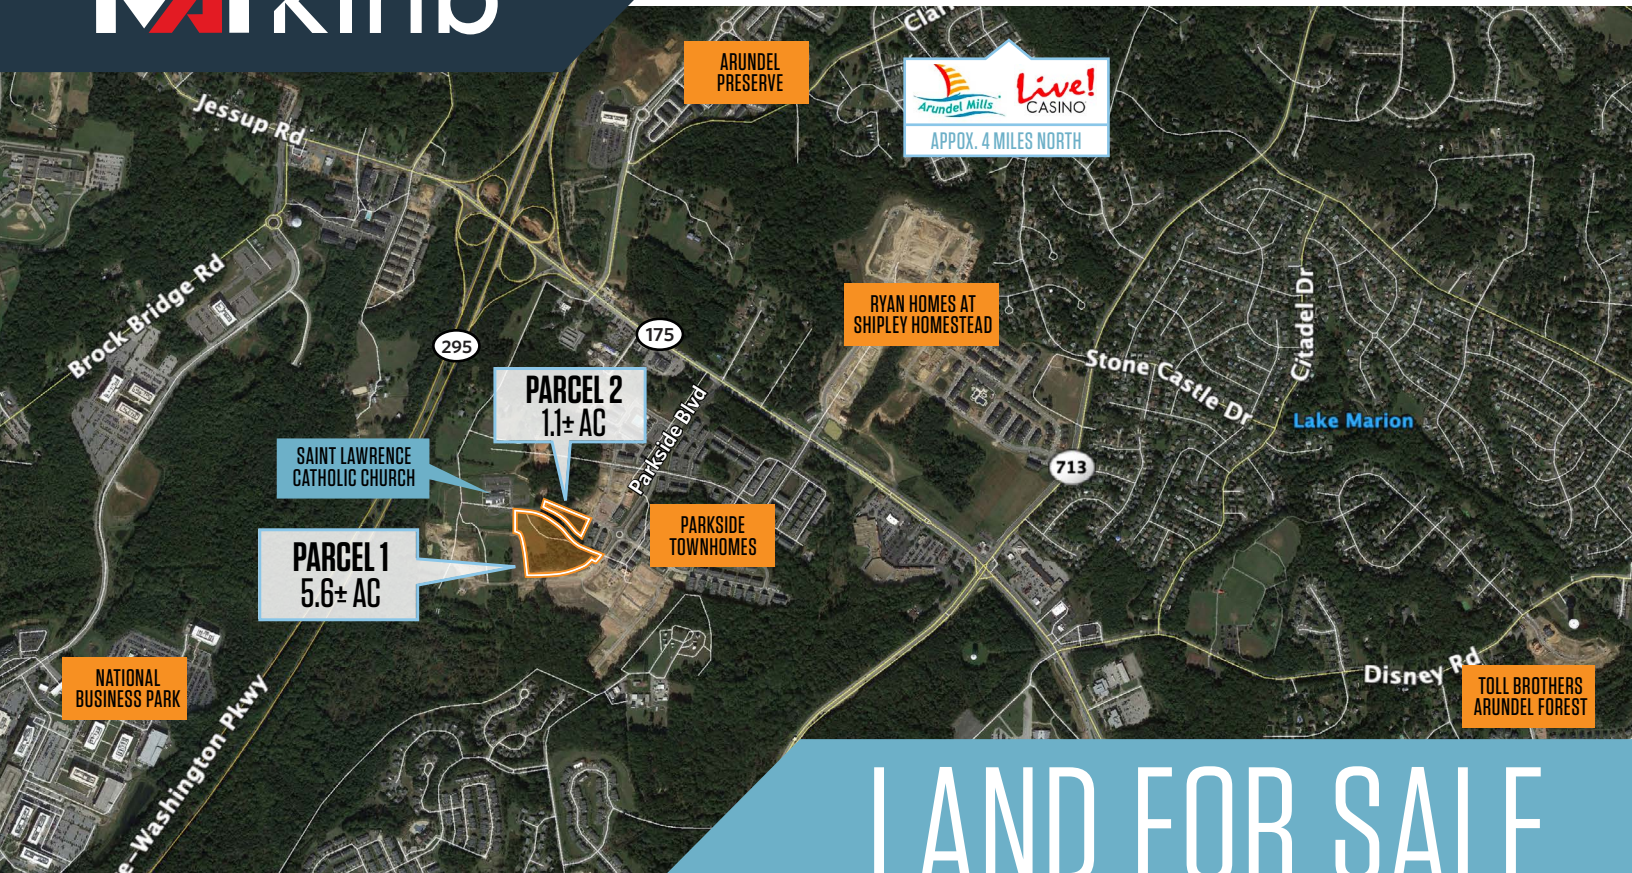 ARUNDEL
PRESERVE
Arundel Mills
Live!
CASINO
APPOX. 4 MILES NORTH
Jessup Rd
Brock Bridge Rd
295
175
RYAN HOMES AT
SHIPLEY HOMESTEAD
Citadel Dr
Stone Castle Dr
Lake Marion
PARCEL 2
1.1± AC
Parkside Blvd
SAINT LAWRENCE
CATHOLIC CHURCH
713
PARKSIDE
TOWNHOMES
PARCEL 1
5.6± AC
NATIONAL
BUSINESS PARK
Disney Rd
TOLL BROTHERS
ARUNDEL FOREST
e-Washington Pkwy
LAND FOR SALE